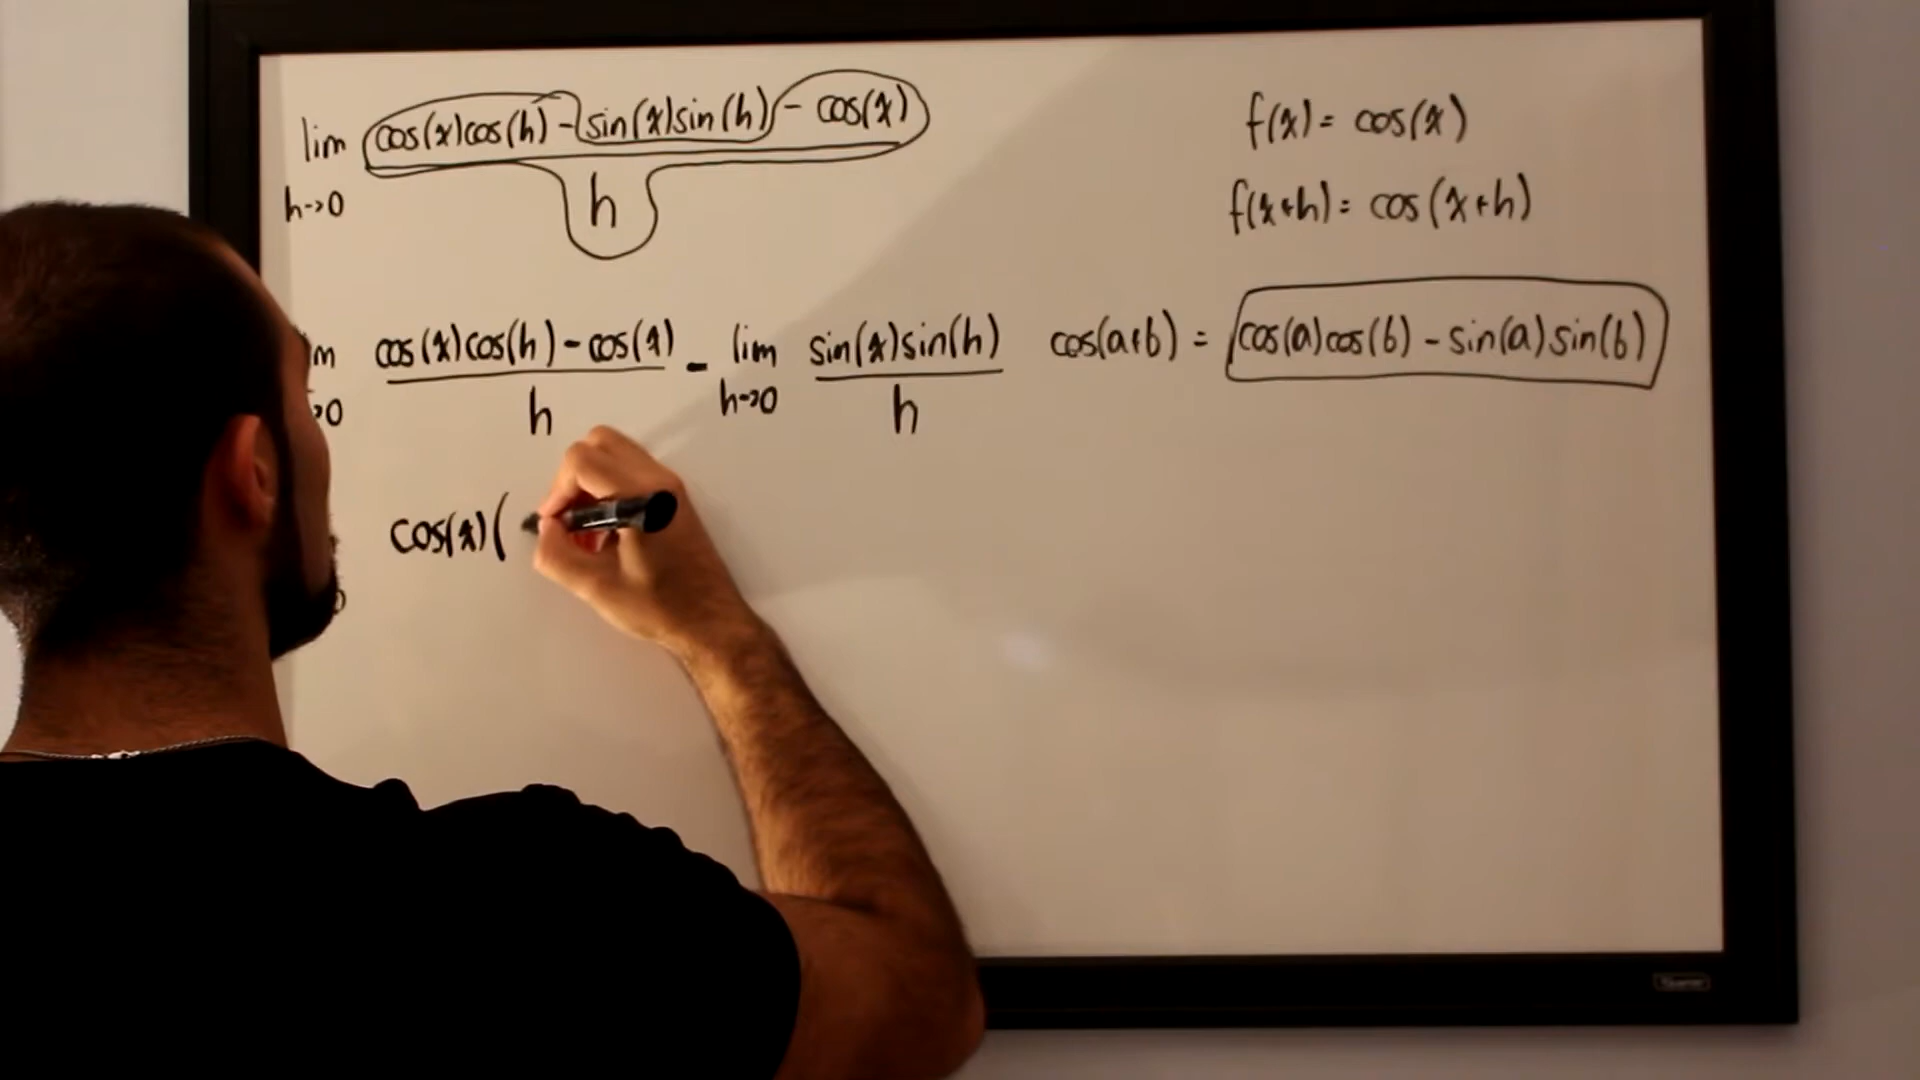 lim cos(x)cos(h) - sin(x)sin(h) - cos(x)
h→0 h
f(x) = cos(x)
f(x+h) = cos(x+h)
m cos(x)cos(h) - cos(x) - lim sin(x)sin(h)
→0 h h→0 h
cos(a+b) = cos(a)cos(b) - sin(a)sin(b)
cos(x)(